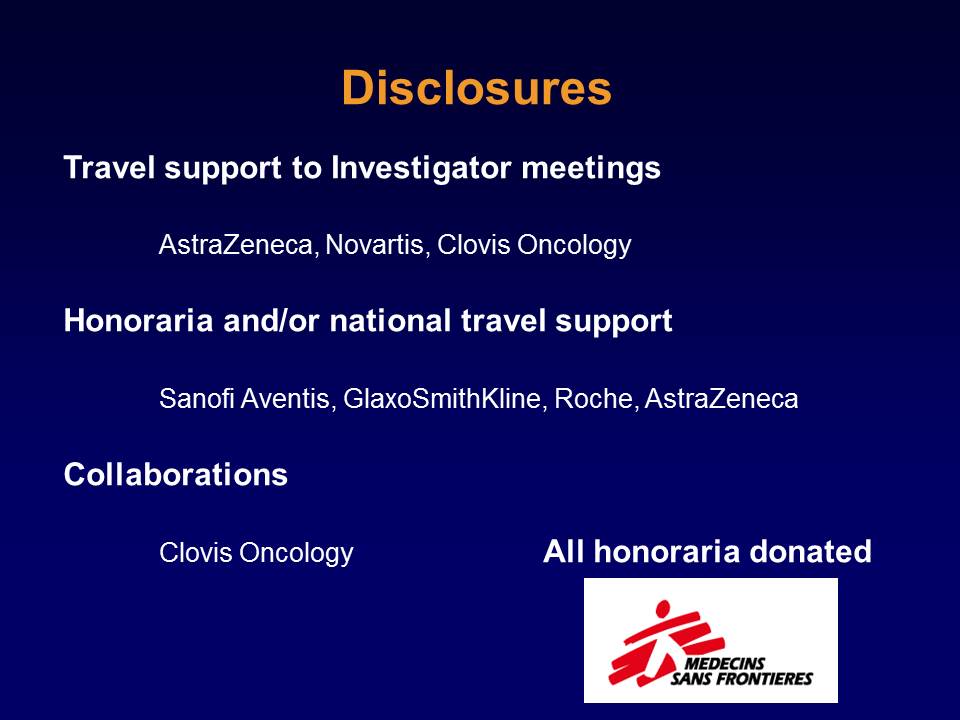 Disclosures
Travel support to Investigator meetings
AstraZeneca, Novartis, Clovis Oncology
Honoraria and/or national travel support
Sanofi Aventis, GlaxoSmithKline, Roche, AstraZeneca
Collaborations
Clovis Oncology
All honoraria donated
MEDECINS
SANS FRONTIERES